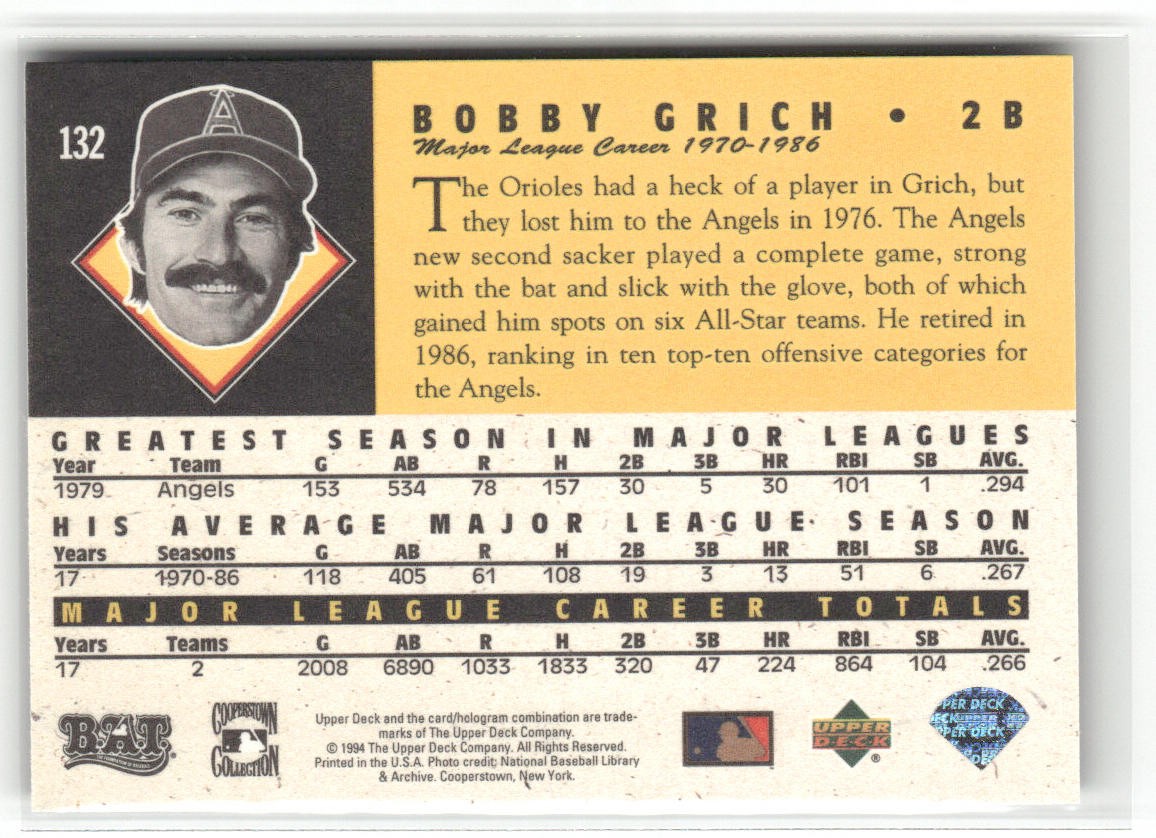 132
A
BOBBY GRICH • 2B
Major League Career 1970-1986
The Orioles had a heck of a player in Grich, but
they lost him to the Angels in 1976. The Angels
new second sacker played a complete game, strong
with the bat and slick with the glove, both of which
gained him spots on six All-Star teams. He retired in
1986, ranking in ten top-ten offensive categories for
the Angels.
GREATEST SEASON IN MAJOR LEAGUES
Year Team G AB R H 2B 3B HR RBI SB AVG.
1979 Angels 153 534 78 157 30 5 30 101 1 .294
HIS AVERAGE MAJOR LEAGUE SEASON
Years Seasons G AB R H 2B 3B HR RBI SB AVG.
17 1970-86 118 405 61 108 19 3 13 51 6 .267
MAJOR LEAGUE CAREER TOTALS
Years Teams G AB R H 2B 3B HR RBI SB AVG.
17 2 2008 6890 1033 1833 320 47 224 864 104 .266
BAT
COOPERSTOWN
COLLECTION
Upper Deck and the card/hologram combination are trade-
marks of The Upper Deck Company.
© 1994 The Upper Deck Company. All Rights Reserved.
Printed in the U.S.A. Photo credit; National Baseball Library
& Archive. Cooperstown, New York.
UPPER
DECK
®
PER DECK
ECK UPPER
PER DECK
DE